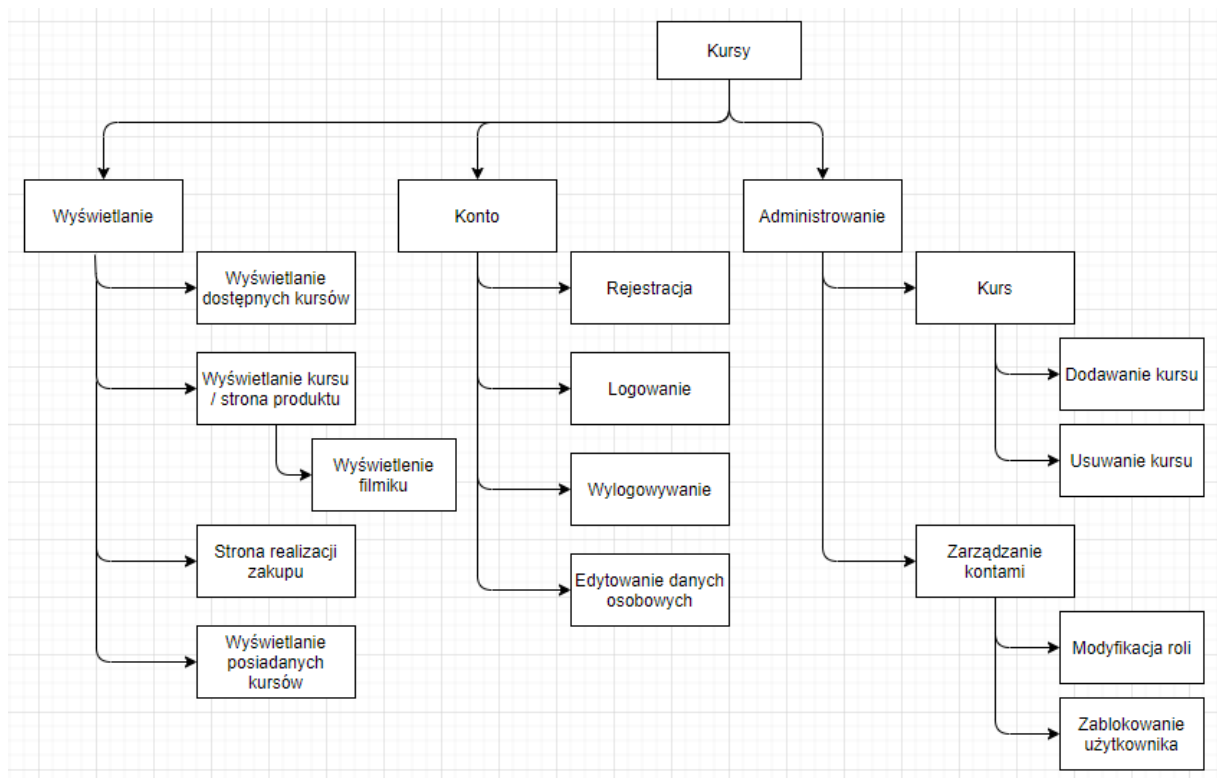 Kursy
Wyświetlanie
Konto
Administrowanie
Wyświetlanie
dostępnych kursów
Rejestracja
Kurs
Wyświetlanie kursu
/ strona produktu
Logowanie
Dodawanie kursu
Wyświetlenie
filmiku
Wylogowywanie
Usuwanie kursu
Strona realizacji
zakupu
Edytowanie danych
osobowych
Zarządzanie
kontami
Wyświetlanie
posiadanych
kursów
Modyfikacja roli
Zablokowanie
użytkownika